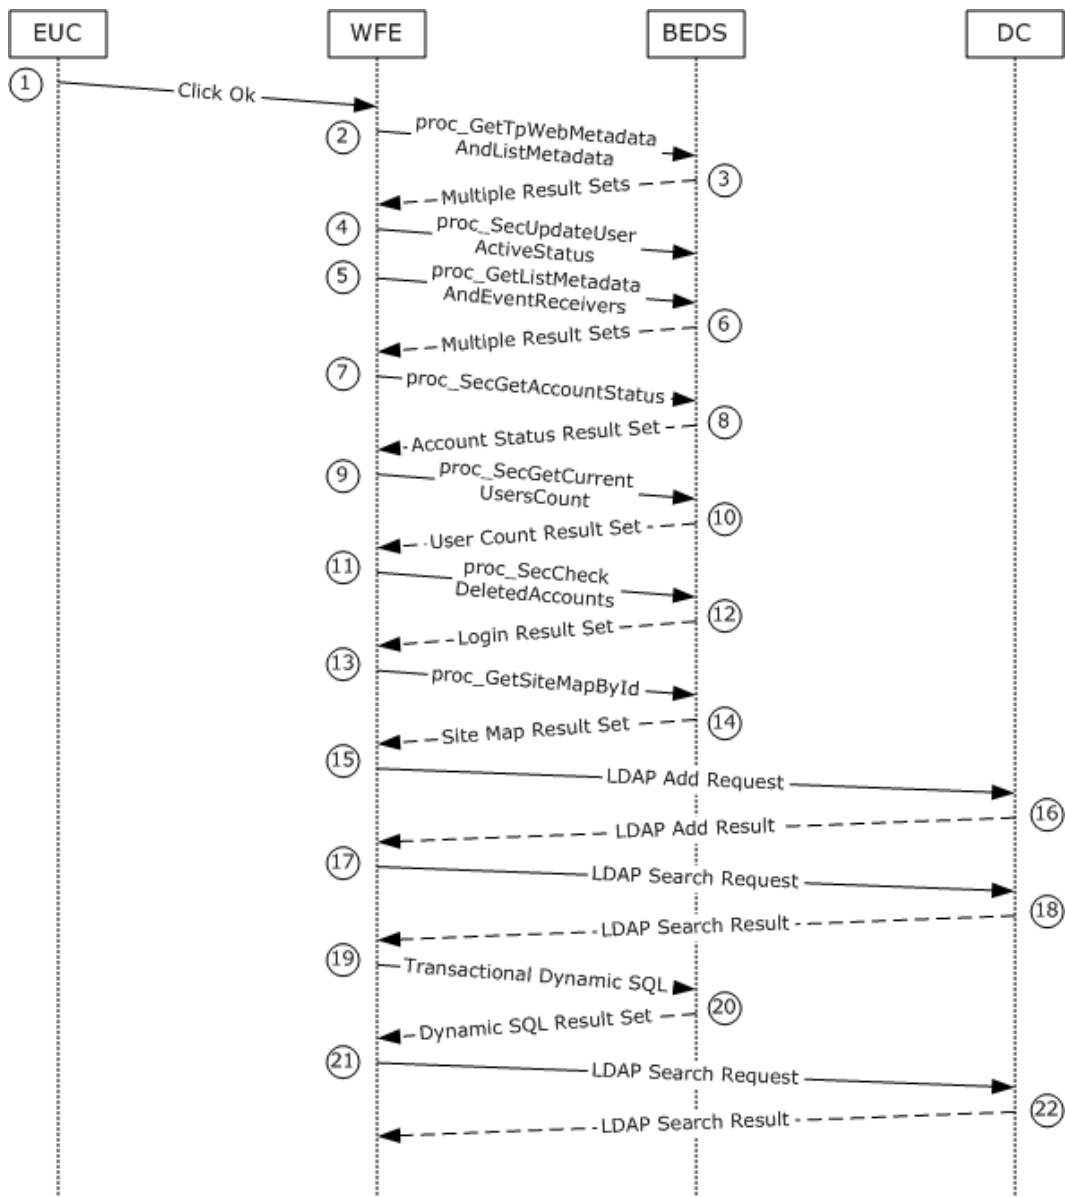 EUC
WFE
BEDS
DC
1
Click Ok
2
proc_GetTpWebMetadata
AndListMetadata
3
Multiple Result Sets
4
proc_SecUpdateUser
ActiveStatus
5
proc_GetListMetadata
AndEventReceivers
6
Multiple Result Sets
7
proc_SecGetAccountStatus
8
Account Status Result Set
9
proc_SecGetCurrent
UsersCount
10
User Count Result Set
11
proc_SecCheck
DeletedAccounts
12
Login Result Set
13
proc_GetSiteMapById
14
Site Map Result Set
15
LDAP Add Request
16
LDAP Add Result
17
LDAP Search Request
18
LDAP Search Result
19
Transactional Dynamic SQL
20
Dynamic SQL Result Set
21
LDAP Search Request
22
LDAP Search Result